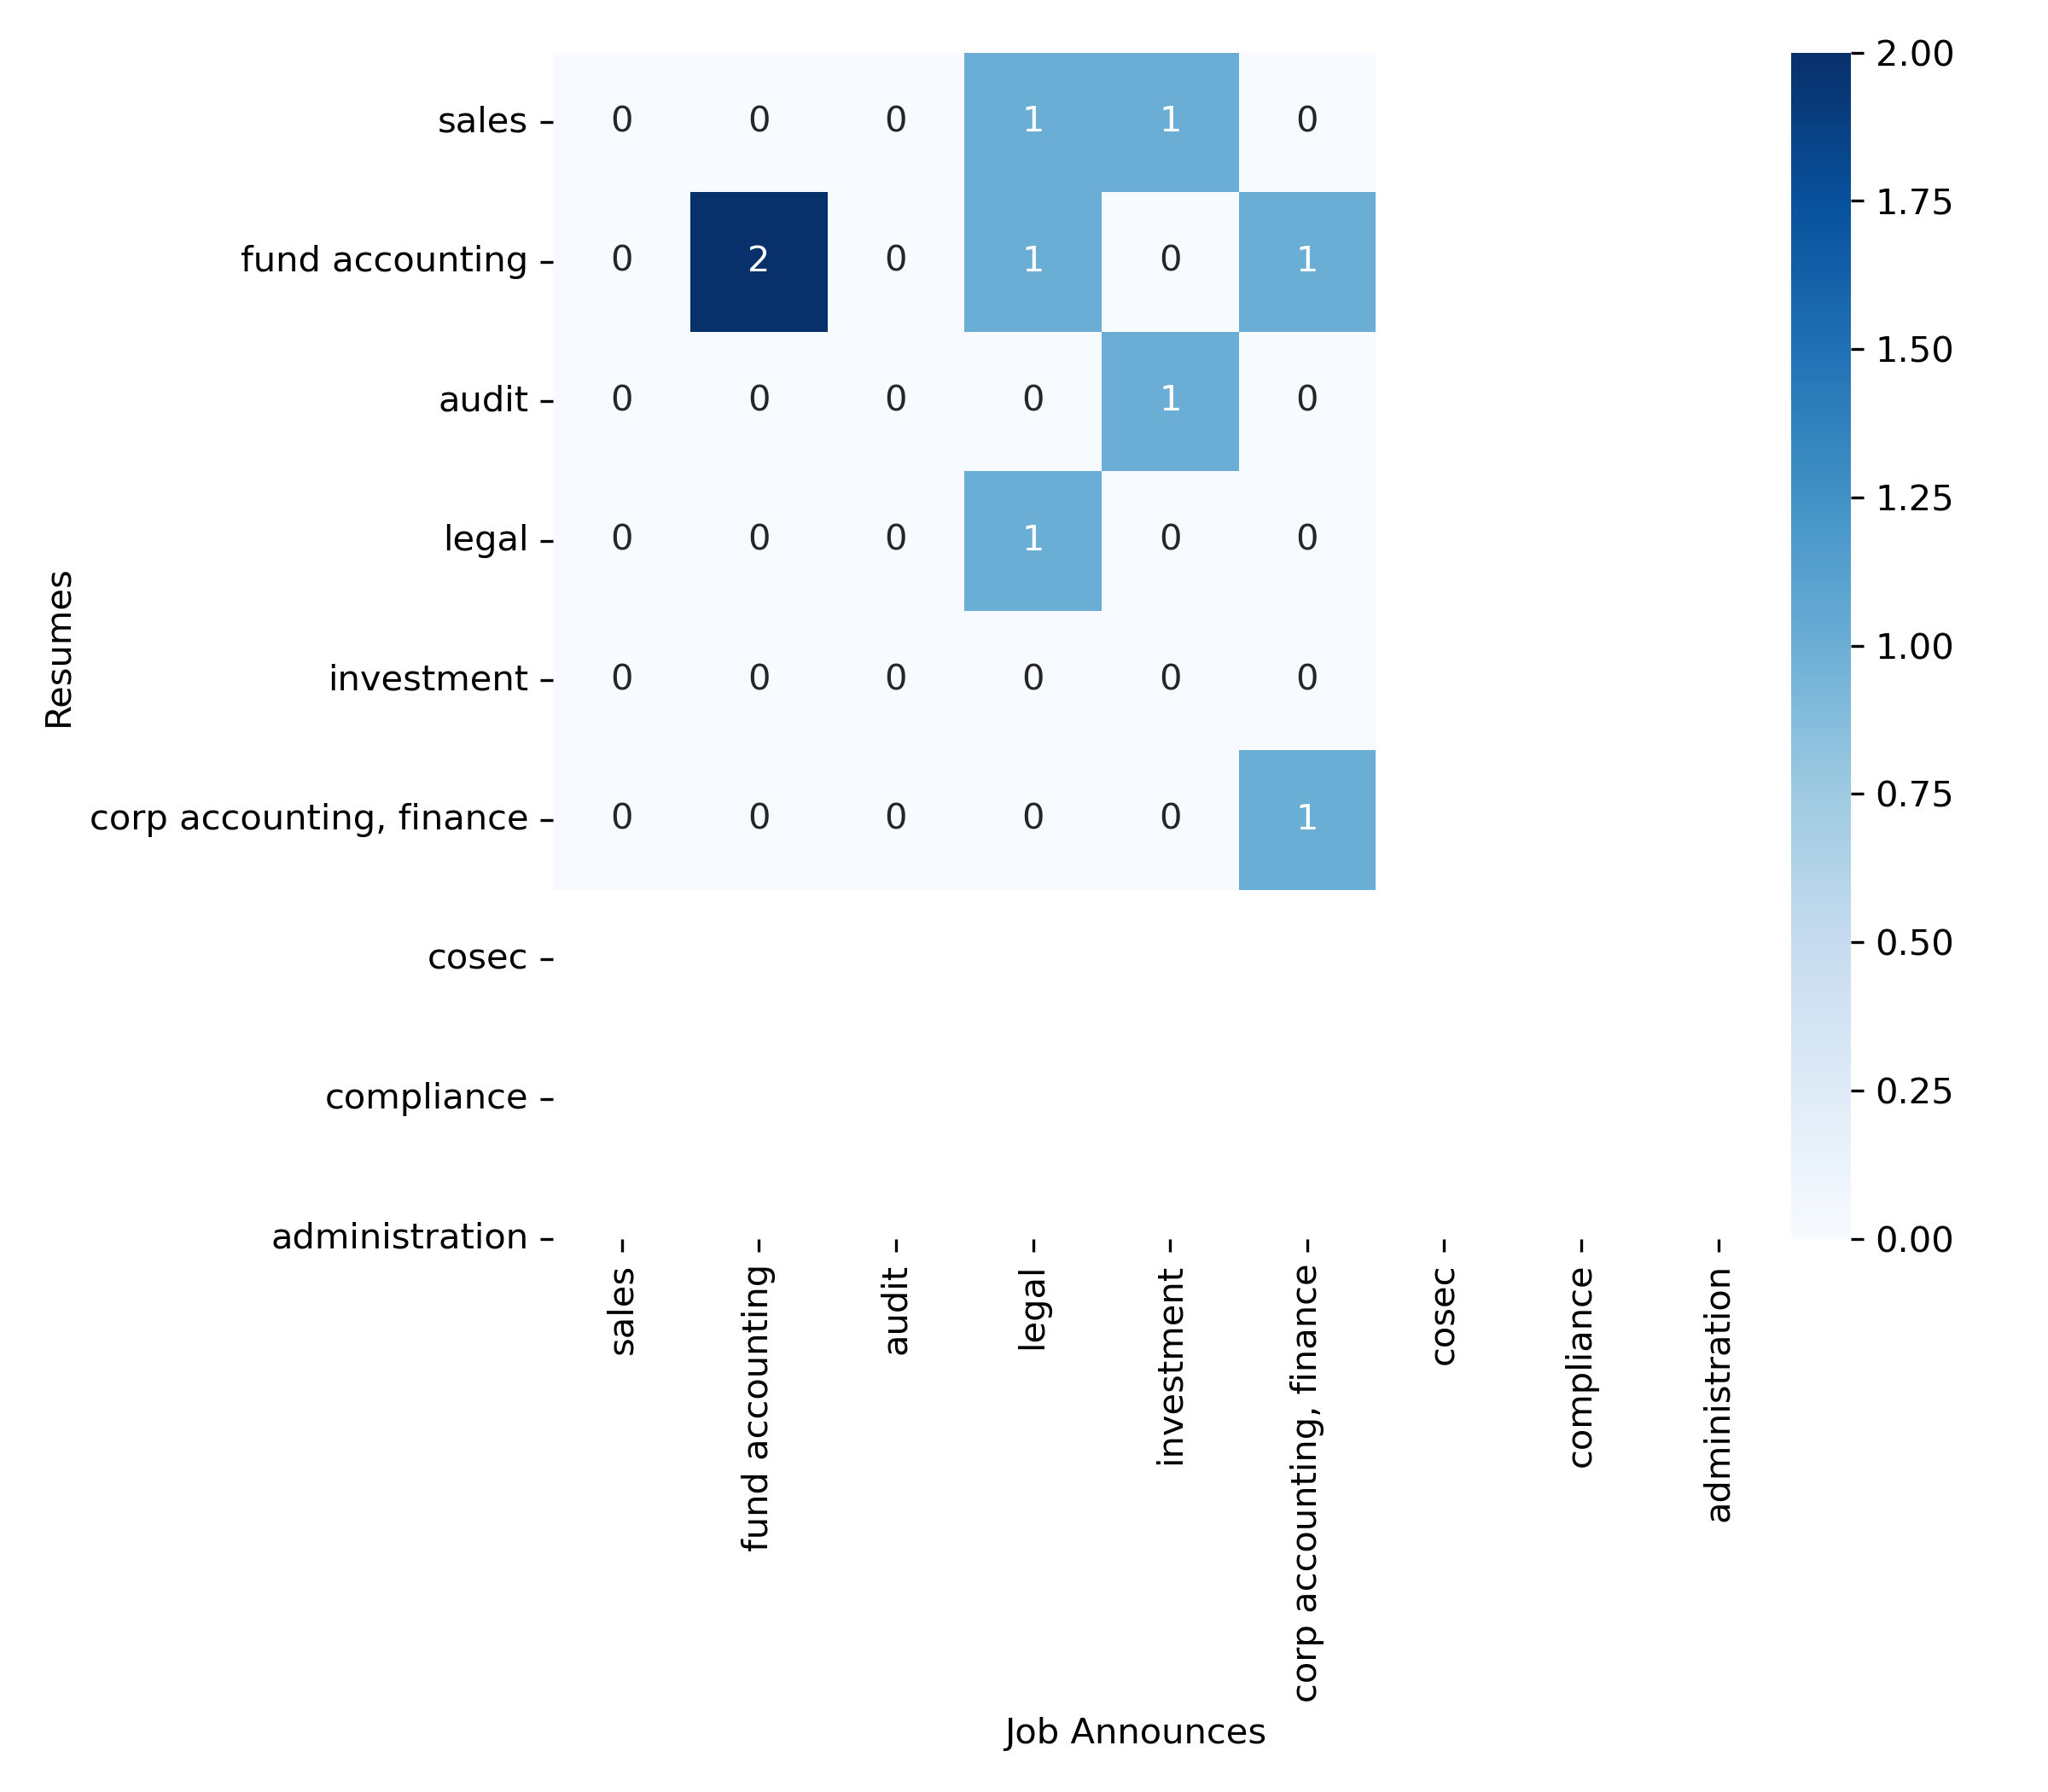 2.00
sales 0 0 0 1 1 0
1.75
fund accounting 0 2 0 1 0 1
1.50
audit 0 0 0 0 1 0
1.25
legal 0 0 0 1 0 0
1.00
Resumes
investment 0 0 0 0 0 0
0.75
corp accounting, finance 0 0 0 0 0 1
0.50
cosec
0.25
compliance
administration
0.00
sales
fund accounting
audit
legal
investment
corp accounting, finance
cosec
compliance
administration
Job Announces